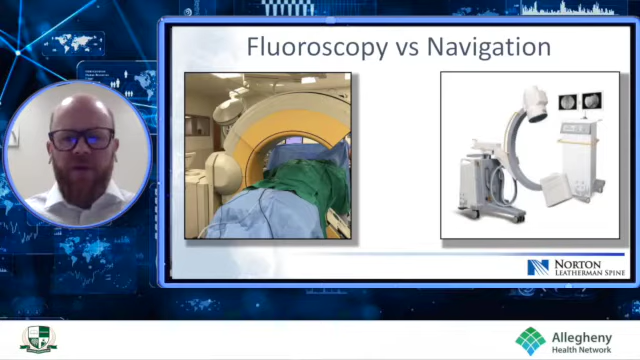 Fluoroscopy vs Navigation
NORTON
LEATHERMAN SPINE
Allegheny
Health Network